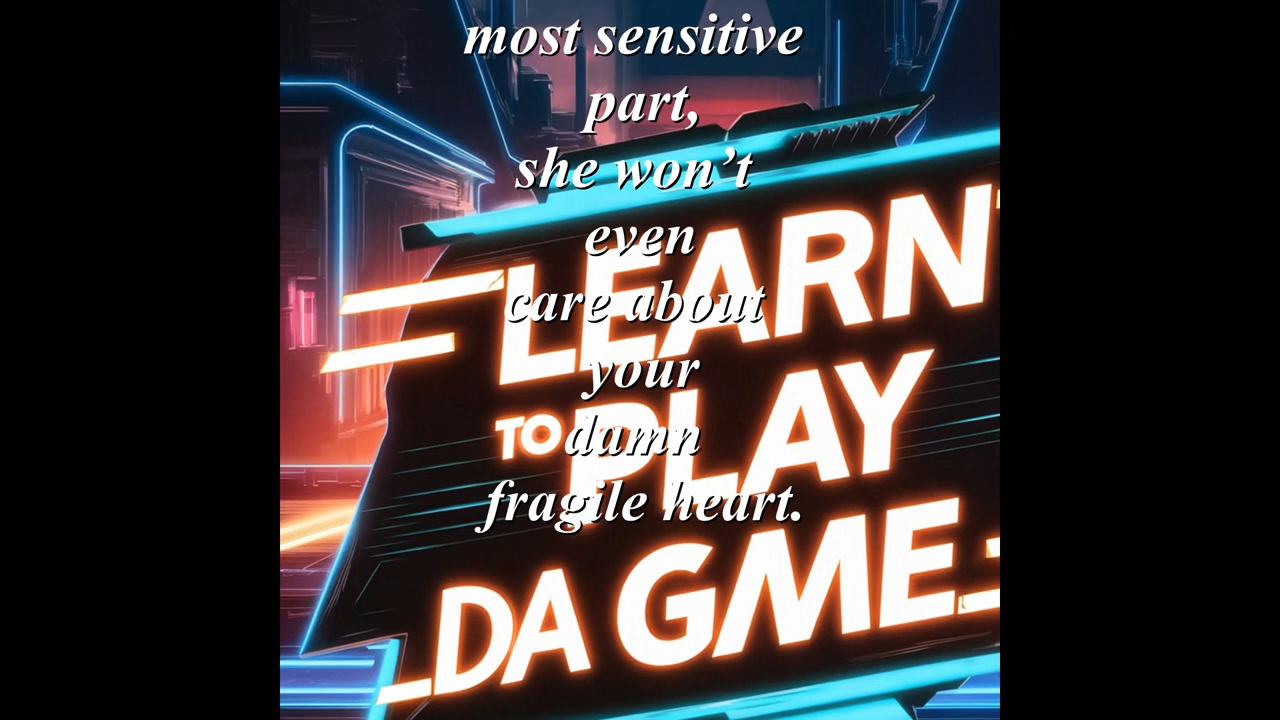 most sensitive
part,
she won’t
even
care about
your
damn
fragile heart.
LEARN
TO PLAY
DA GME